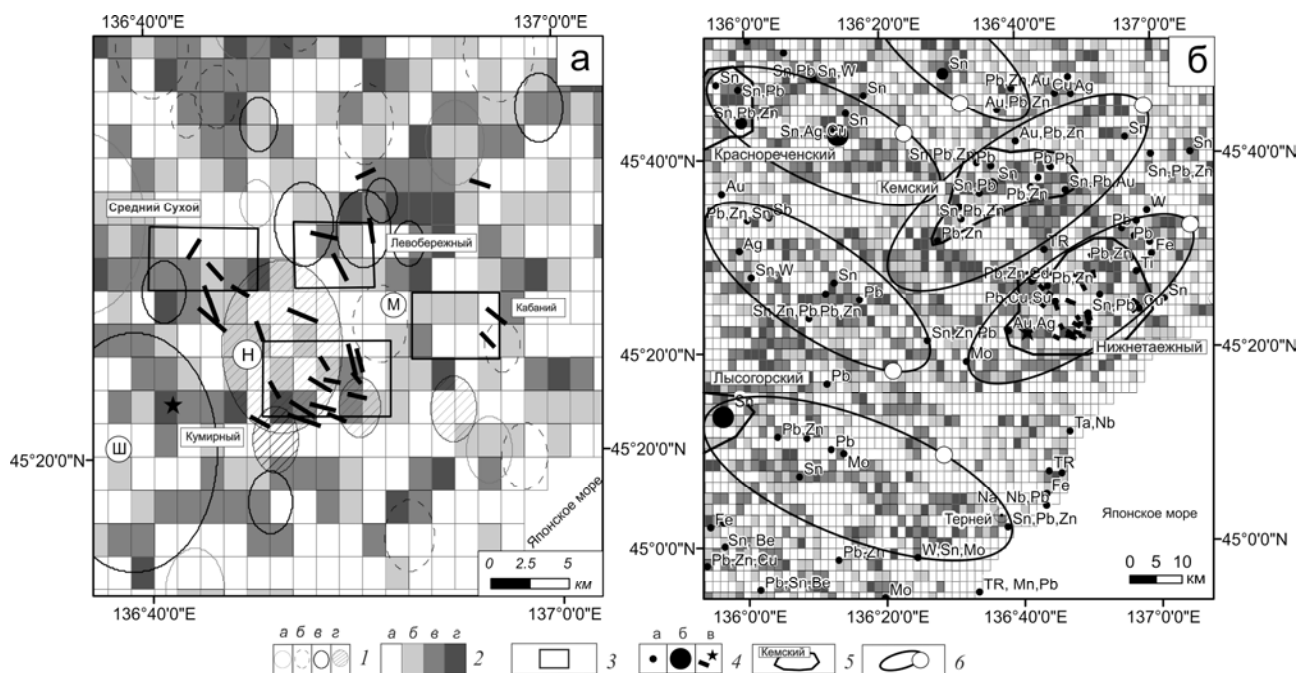 136°40'0"E
137°0'0"E
а
Средний Сухой
Левобережный
М
Кабаний
Н
Кумирный
Ш
45°20'0"N
45°20'0"N
Японское море
0 2.5 5
км
136°40'0"E
137°0'0"E
136°0'0"E
136°20'0"E
136°40'0"E
137°0'0"E
б
Sn
Sn,Pb
Sn,W
Sn
Pb,Zn,Au
Cu
Ag
Sn,Pb
Sn
Au,Pb,Zn
Sn,Pb,Zn
Sn
Sn,Ag,Cu
Au,Pb,Zn
Sn
45°40'0"N
45°40'0"N
Краснореченский
Sn,Pb,Zn
Pb
Pb
Pb
Sn,Pb,Zn
Кемский
Sn
Au
Sn,Pb
Pb,Zn
Sn,Pb,Au
Pb,Zn
Sn
Sb
Sn,Pb,Zn
W
Pb
Pb
Fe
Ag
Pb,Zn
TR
Pb,Zn
Ti
Sn,W
Sn
Pb,Zn,Cd
Pb,Zn
Pb
Pb,Cu,Su
Sn,Pb
Cu
Sn
Sn,Zn,Pb
Pb,Zn
Sn,Zn,Pb
Au,Ag
45°20'0"N
45°20'0"N
Mo
Нижнетаежный
Лысогорский
Pb
Sn
Ta,Nb
Pb,Zn
Pb
Mo
Sn
TR
Fe
Na, Nb,Pb
Терней
Sn,Pb,Zn
Японское море
Fe
Sn, Be
45°0'0"N
45°0'0"N
Pb,Zn,Cu
Pb,Zn
W,Sn,Mo
0 5 10
км
Pb,Sn,Be
Mo
TR, Mn,Pb
136°0'0"E
136°20'0"E
136°40'0"E
137°0'0"E
а б в г 1
а б в г 2
3
а б в 4
Кемский 5
6